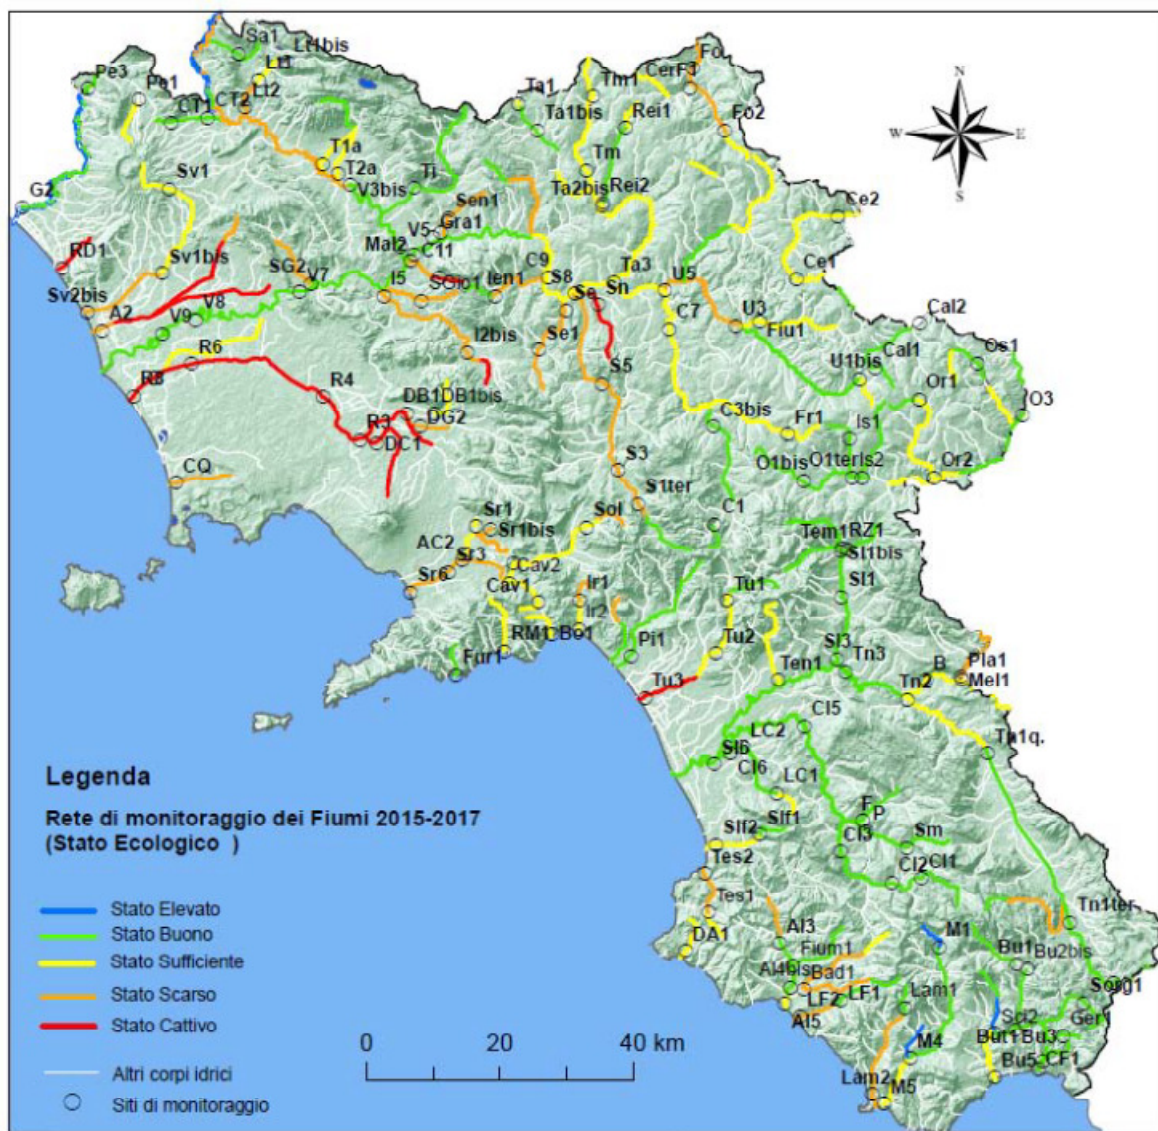 Sa1
Lt1bis
Fo
Pe3
Lt1
CerF3
Pe1
Lt2
Ta1
Tm1
CT1
CT2
Ta1bis
Rei1
Fo2
N
W
E
S
T1a
Sv1
T2a
Ti
Tm
V3bis
Ta2bis
Rei2
G2
Sen1
Gra1
Ce2
V5
RD1
Mal2
C11
Sv1bis
SG2
V7
I5
Ien1
C9
S8
Ta3
U5
Ce1
Sv2bis
Sn
A2
V8
V9
Se1
C7
U3
Fiu1
Cal2
I2bis
R6
Cal1
Os1
U1bis
S5
R4
DB1
DB1bis
Or1
O3
R3
DG2
C3bis
Fr1
Is1
DC1
S3
O1bis
O1ter
Is2
Or2
CQ
S1ter
Sr1
Sol
C1
Sr1bis
AC2
Sr3
Tem1
RZ1
Sl1bis
Cav2
Sr6
Cav1
Ir1
Tu1
Sl1
Ir2
RM1
Bo1
Tu2
Pi1
Sl3
Tn3
Fur1
Ten1
B
Pla1
Mel1
Tu3
Tn2
Cl5
LC2
Tn1q.
Sl6
Cl6
LC1
Legenda
Rete di monitoraggio dei Fiumi 2015-2017
(Stato Ecologico )
Stato Elevato
Stato Buono
Stato Sufficiente
Stato Scarso
Stato Cattivo
Altri corpi idrici
Siti di monitoraggio
0 20 40 km
F
P
Slf1
Slf2
Sm
Cl3
Tes2
Cl2
Cl1
Tes1
Tn1ter
DA1
Al3
M1
Fium1
Bu1
Bu2bis
Al4bis
Bad1
Sorg1
LF2
LF1
Lam1
Al5
Sci2
Ger1
But1
Bu3
M4
Bu5
CF1
Lam2
M5